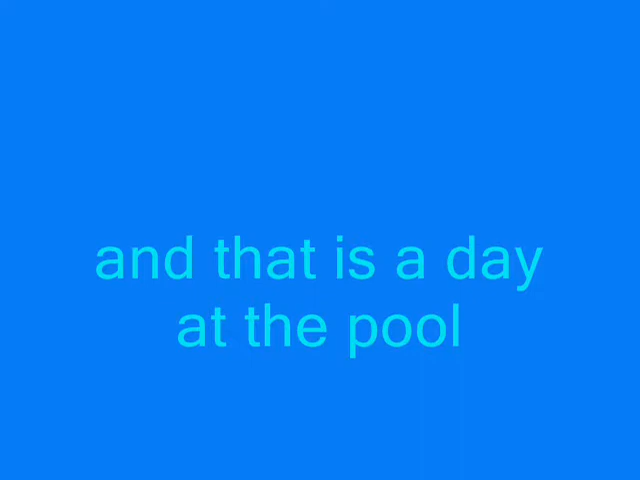 and that is a day
at the pool